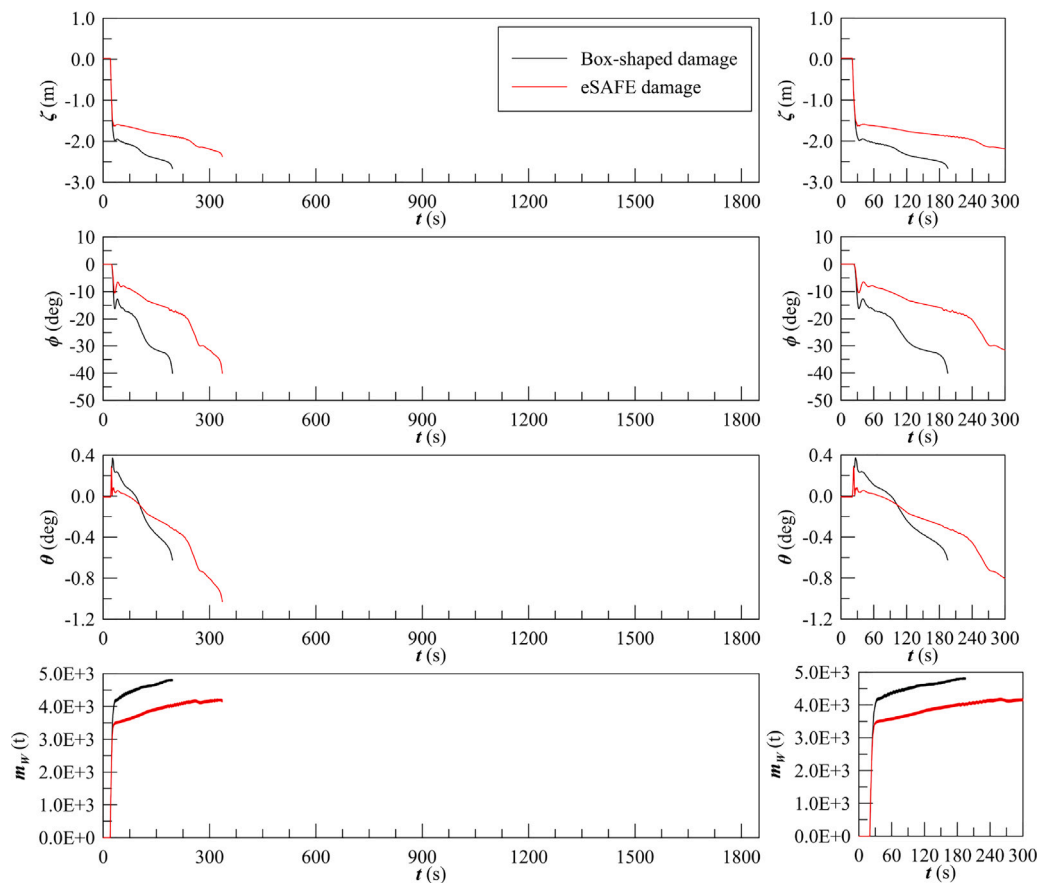 1.0
0.0
-1.0
-2.0
-3.0
ζ (m)
0 300 600 900 1200 1500 1800
t (s)
Box-shaped damage
eSAFE damage
1.0
0.0
-1.0
-2.0
-3.0
ζ (m)
0 60 120 180 240 300
t (s)
10
0
-10
-20
-30
-40
-50
ϕ (deg)
0 300 600 900 1200 1500 1800
t (s)
10
0
-10
-20
-30
-40
-50
ϕ (deg)
0 60 120 180 240 300
t (s)
0.4
0.0
-0.4
-0.8
-1.2
θ (deg)
0 300 600 900 1200 1500 1800
t (s)
0.4
0.0
-0.4
-0.8
-1.2
θ (deg)
0 60 120 180 240 300
t (s)
5.0E+3
4.0E+3
3.0E+3
2.0E+3
1.0E+3
0.0E+0
m_W (t)
0 300 600 900 1200 1500 1800
t (s)
5.0E+3
4.0E+3
3.0E+3
2.0E+3
1.0E+3
0.0E+0
m_W (t)
0 60 120 180 240 300
t (s)